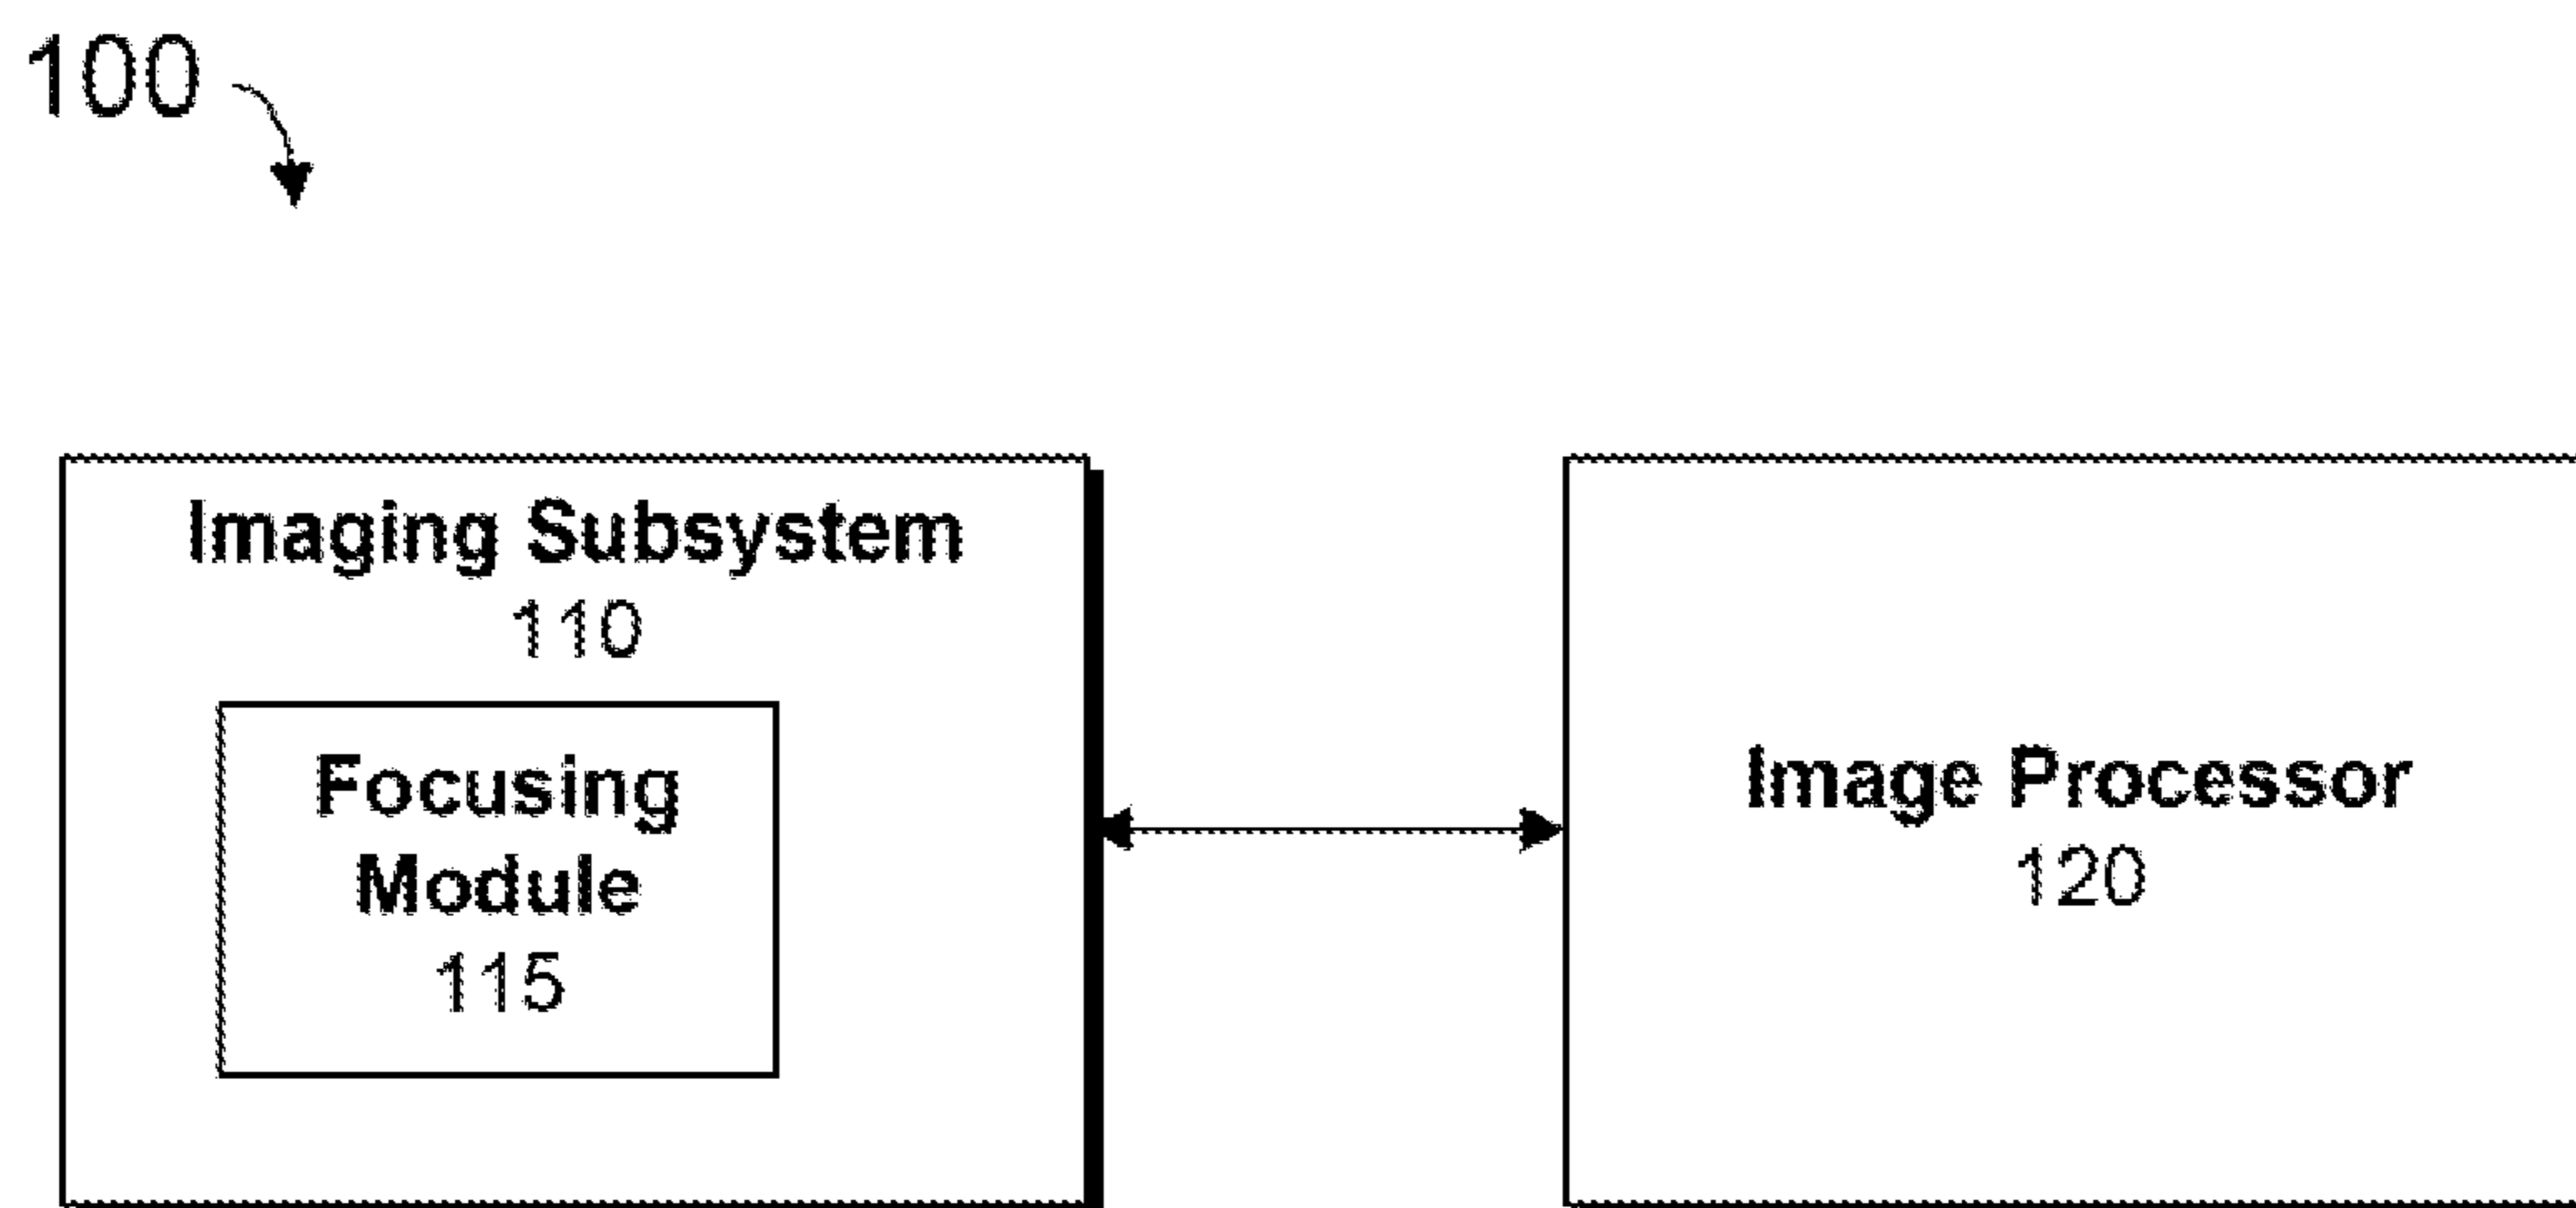 100
Imaging Subsystem
110
Focusing
Module
115
Image Processor
120